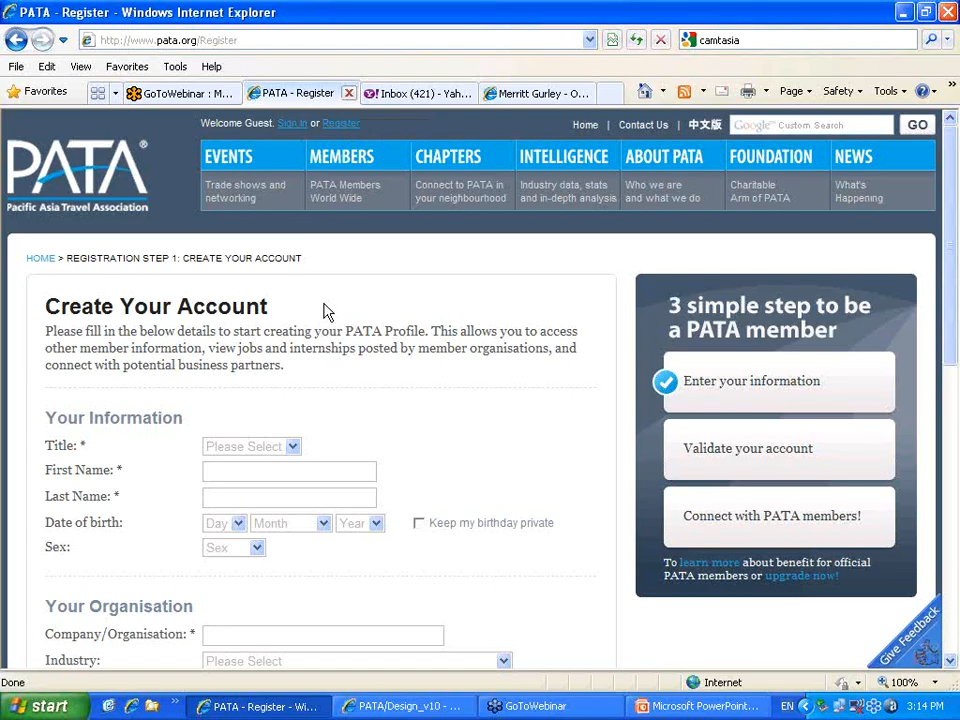 PATA - Register - Windows Internet Explorer
http://www.pata.org/Register
camtasia
File Edit View Favorites Tools Help
Favorites
GoToWebinar : M...
PATA - Register
Inbox (421) - Yah...
Merritt Gurley - O...
Page
Safety
Tools
Welcome Guest. Sign in or Register
Home | Contact Us | 中文版
Google™ Custom Search
GO
PATA®
Pacific Asia Travel Association
EVENTS
Trade shows and
networking
MEMBERS
PATA Members
World Wide
CHAPTERS
Connect to PATA in
your neighbourhood
INTELLIGENCE
Industry data, stats
and in-depth analysis
ABOUT PATA
Who we are
and what we do
FOUNDATION
Charitable
Arm of PATA
NEWS
What's
Happening
HOME > REGISTRATION STEP 1: CREATE YOUR ACCOUNT
Create Your Account
Please fill in the below details to start creating your PATA Profile. This allows you to access
other member information, view jobs and internships posted by member organisations, and
connect with potential business partners.
Your Information
Title: * Please Select
First Name: *
Last Name: *
Date of birth: Day Month Year Keep my birthday private
Sex: Sex
Your Organisation
Company/Organisation: *
Industry: Please Select
3 simple step to be
a PATA member
Enter your information
Validate your account
Connect with PATA members!
To learn more about benefit for official
PATA members or upgrade now!
Give Feedback
Done
Internet
100%
start
PATA - Register - Wi...
PATA/Design_v10 - ...
GoToWebinar
Microsoft PowerPoint...
EN
3:14 PM